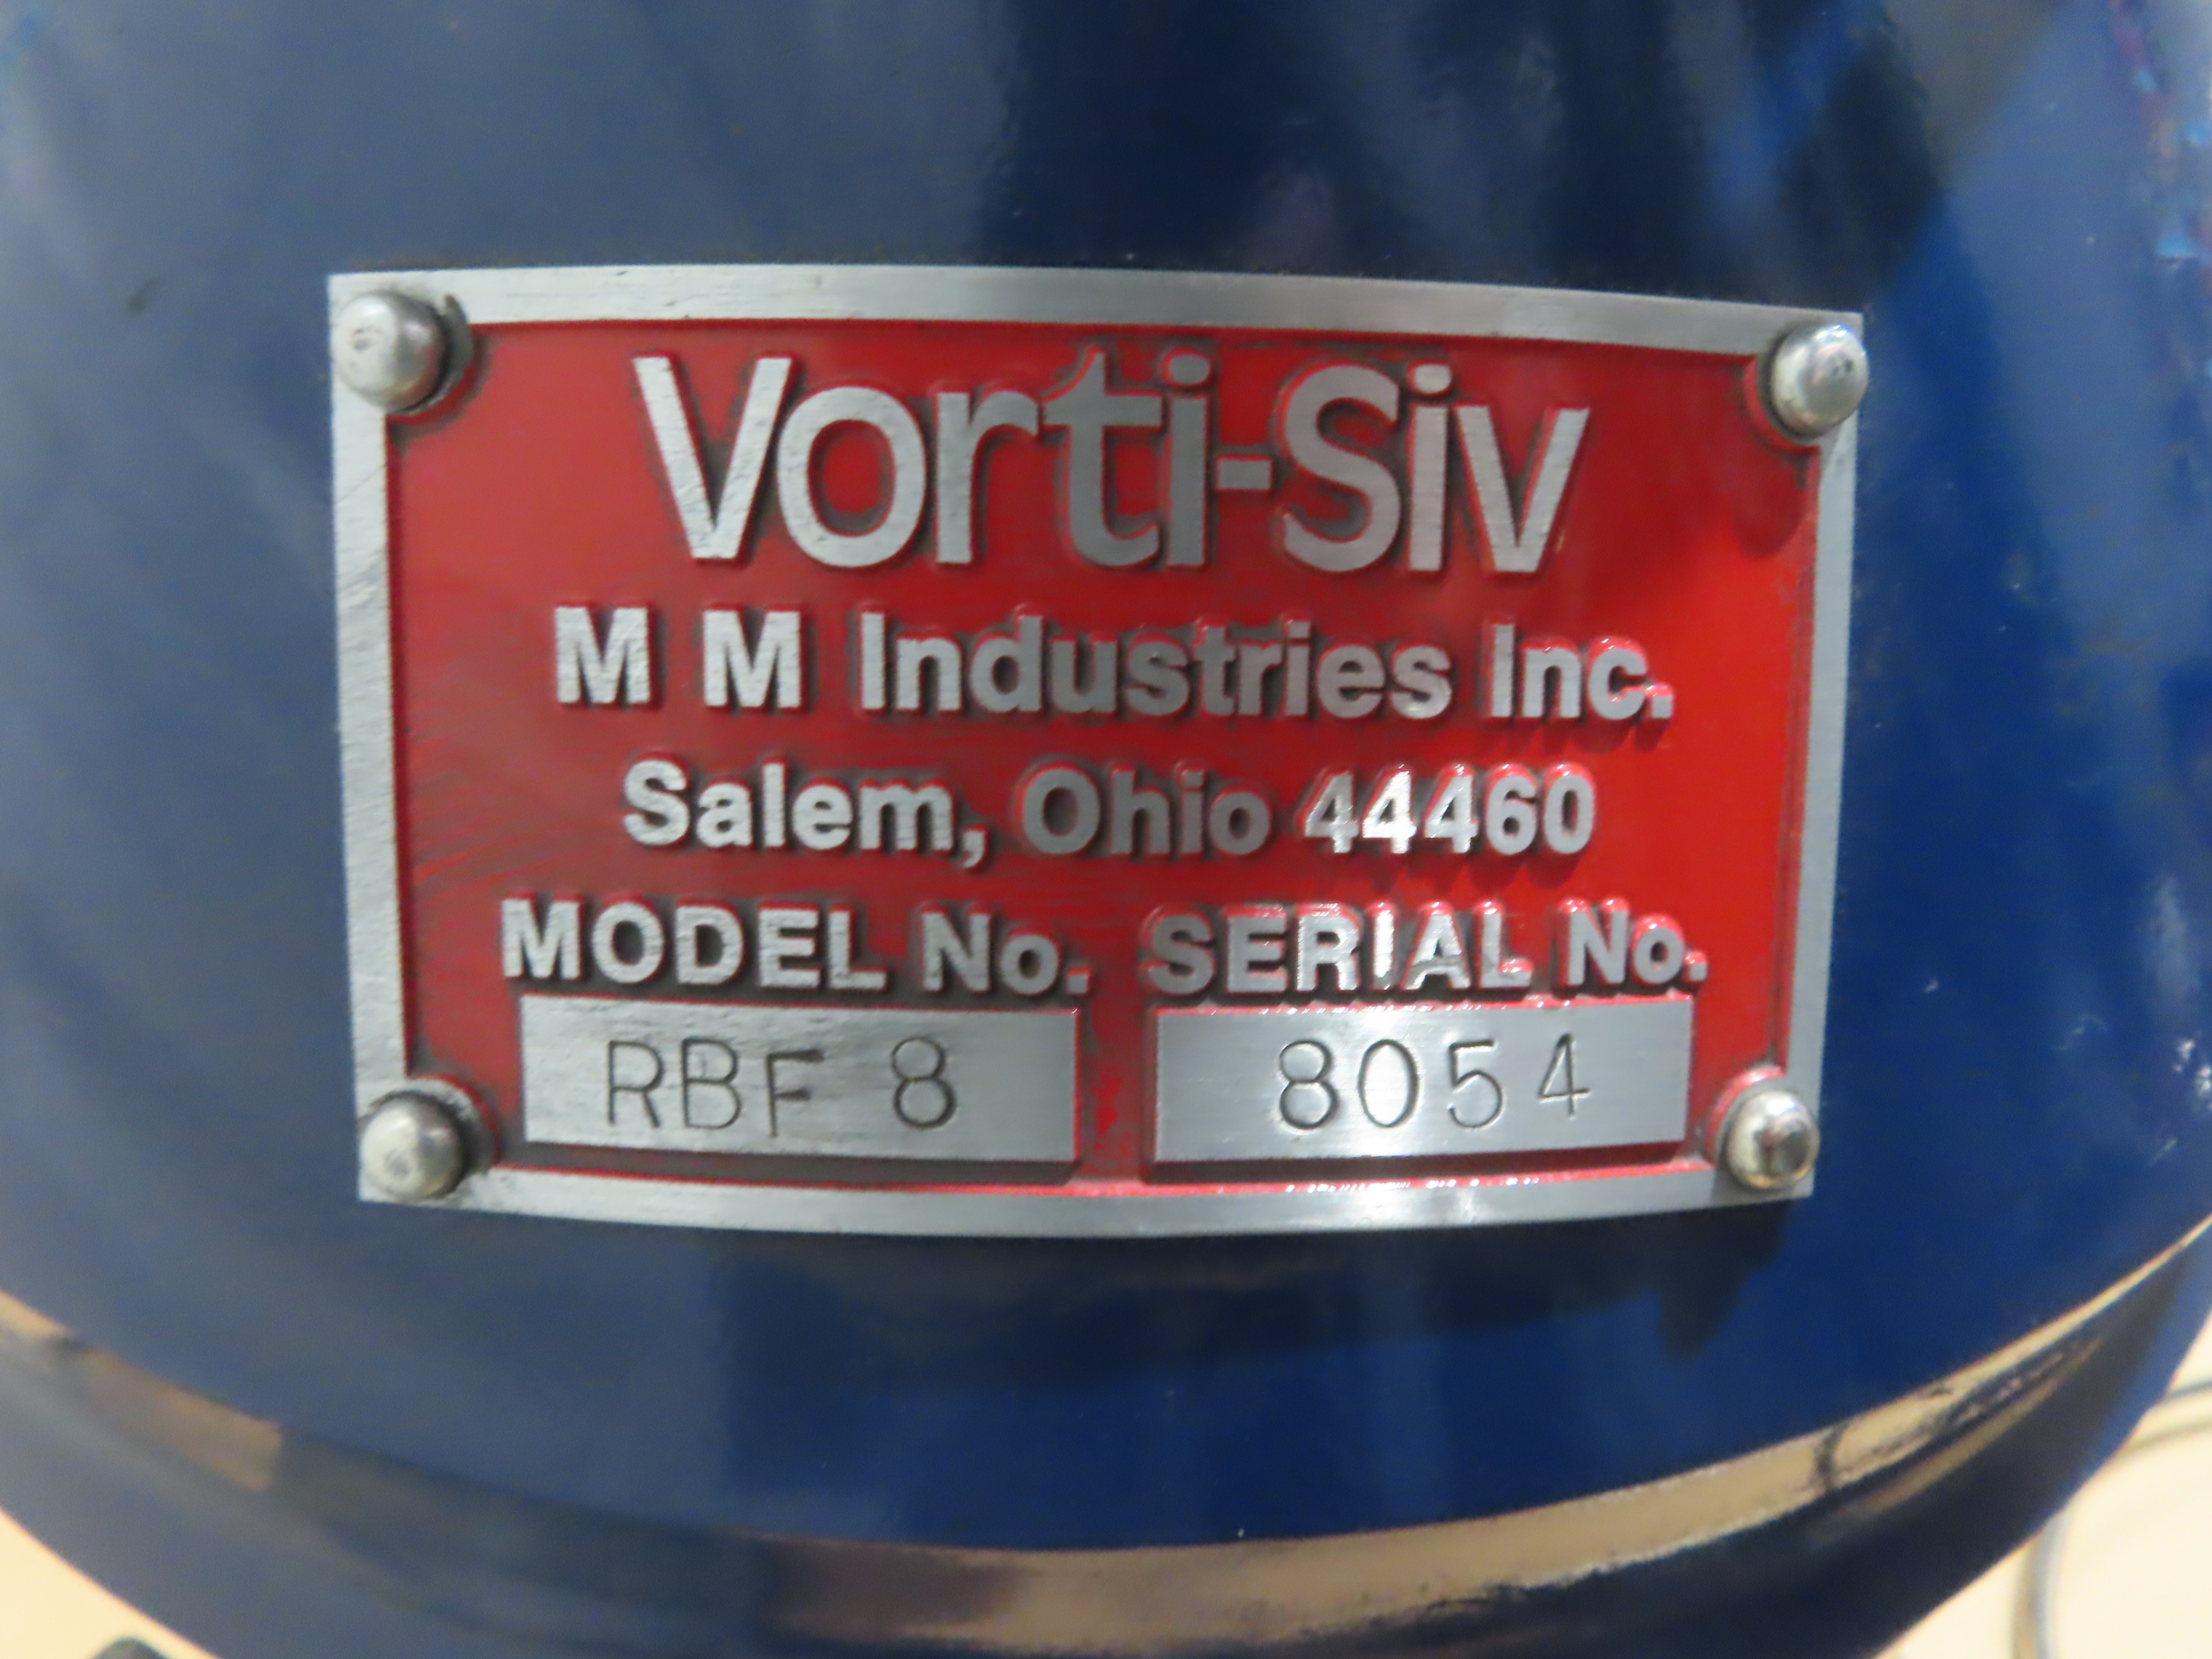 Vorti-Siv
M M Industries Inc.
Salem, Ohio 44460
MODEL No. SERIAL No.
RBF 8 8054